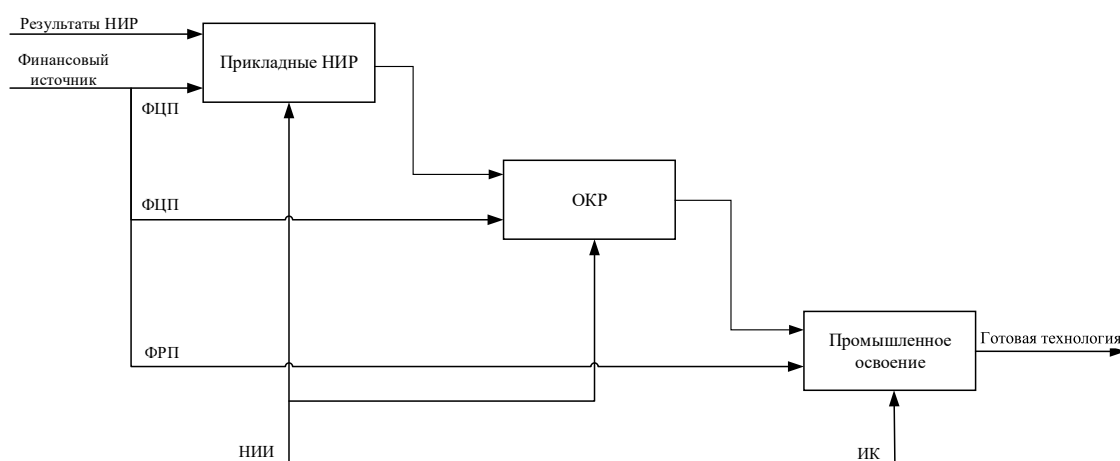 Результаты НИР
Финансовый
источник
Прикладные НИР
ФЦП
ФЦП
ОКР
ФРП
Промышленное
освоение
Готовая технология
НИИ
ИК